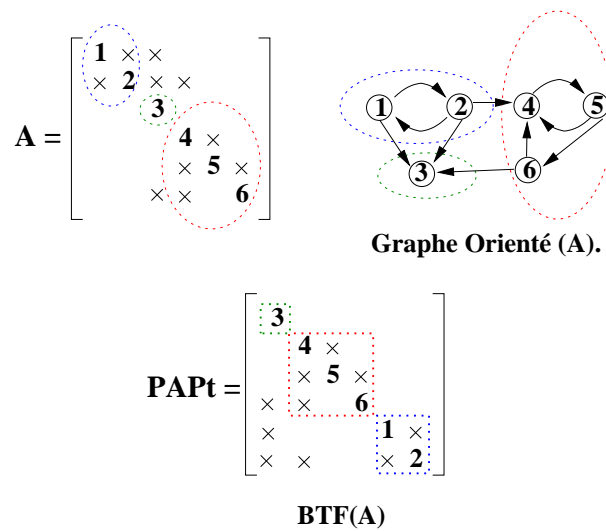 1 × ×
× 2 × ×
3
A =
4 ×
× 5 ×
× × 6
1 2 4 5
3 6
Graphe Orienté (A).
3
4 ×
× 5 ×
PAPt =
× × 6
× 1 ×
× × × 2
BTF(A)